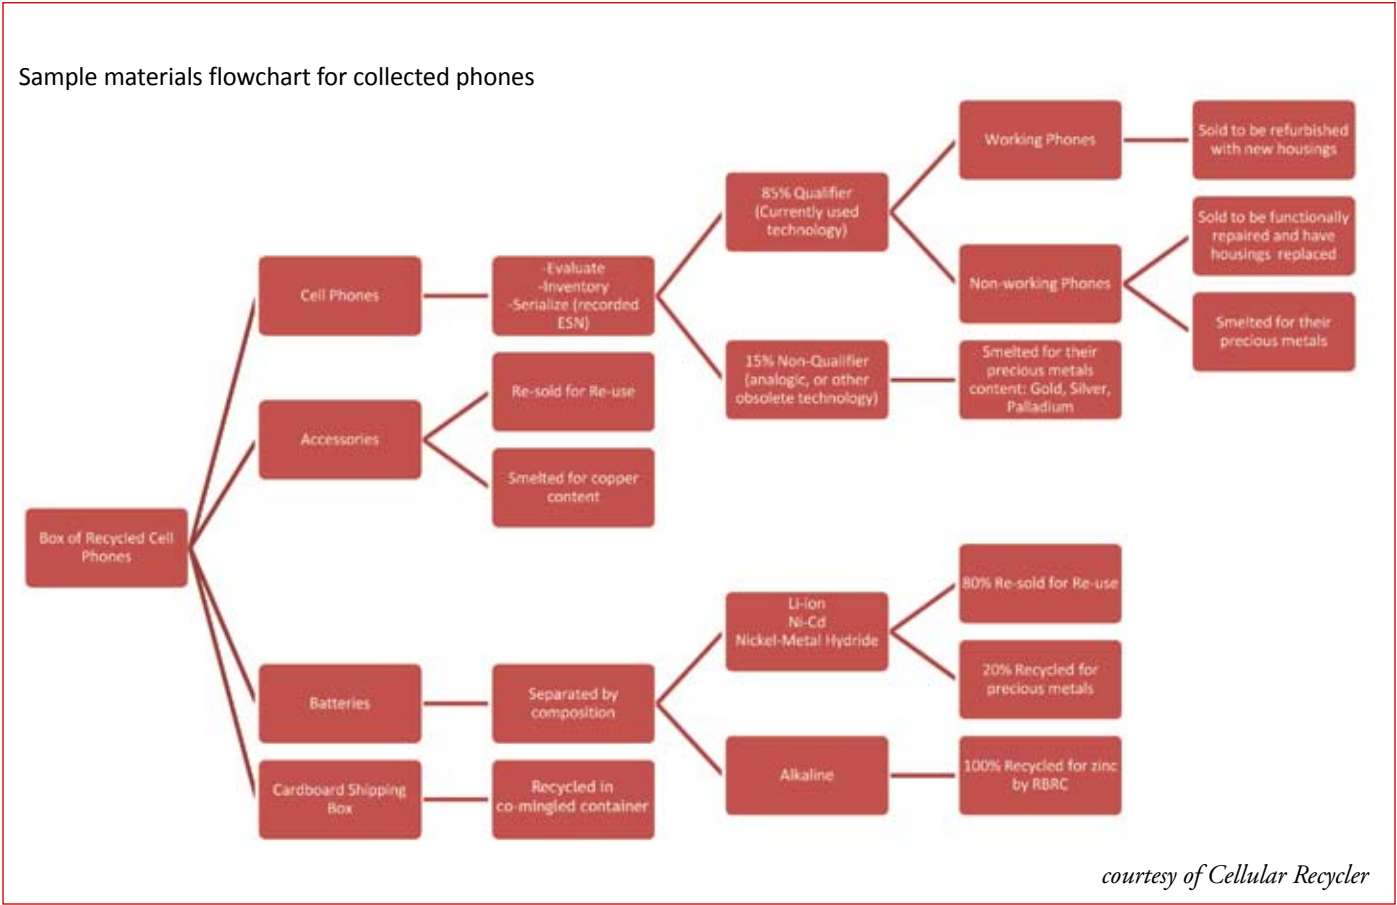 Sample materials flowchart for collected phones
Working Phones
Sold to be refurbished
with new housings
85% Qualifier
(Currently used
technology)
Sold to be functionally
repaired and have
housings replaced
Non-working Phones
Cell Phones
-Evaluate
-Inventory
-Serialize (recorded
ESN)
Smelted for their
precious metals
15% Non-Qualifier
(analogic, or other
obsolete technology)
Smelted for their
precious metals
content: Gold, Silver,
Palladium
Re-sold for Re-use
Accessories
Smelted for copper
content
Box of Recycled Cell
Phones
80% Re-sold for Re-use
Li-ion
Ni-Cd
Nickel-Metal Hydride
20% Recycled for
precious metals
Batteries
Separated by
composition
Alkaline
100% Recycled for zinc
by RBRC
Cardboard Shipping
Box
Recycled in
co-mingled container
courtesy of Cellular Recycler